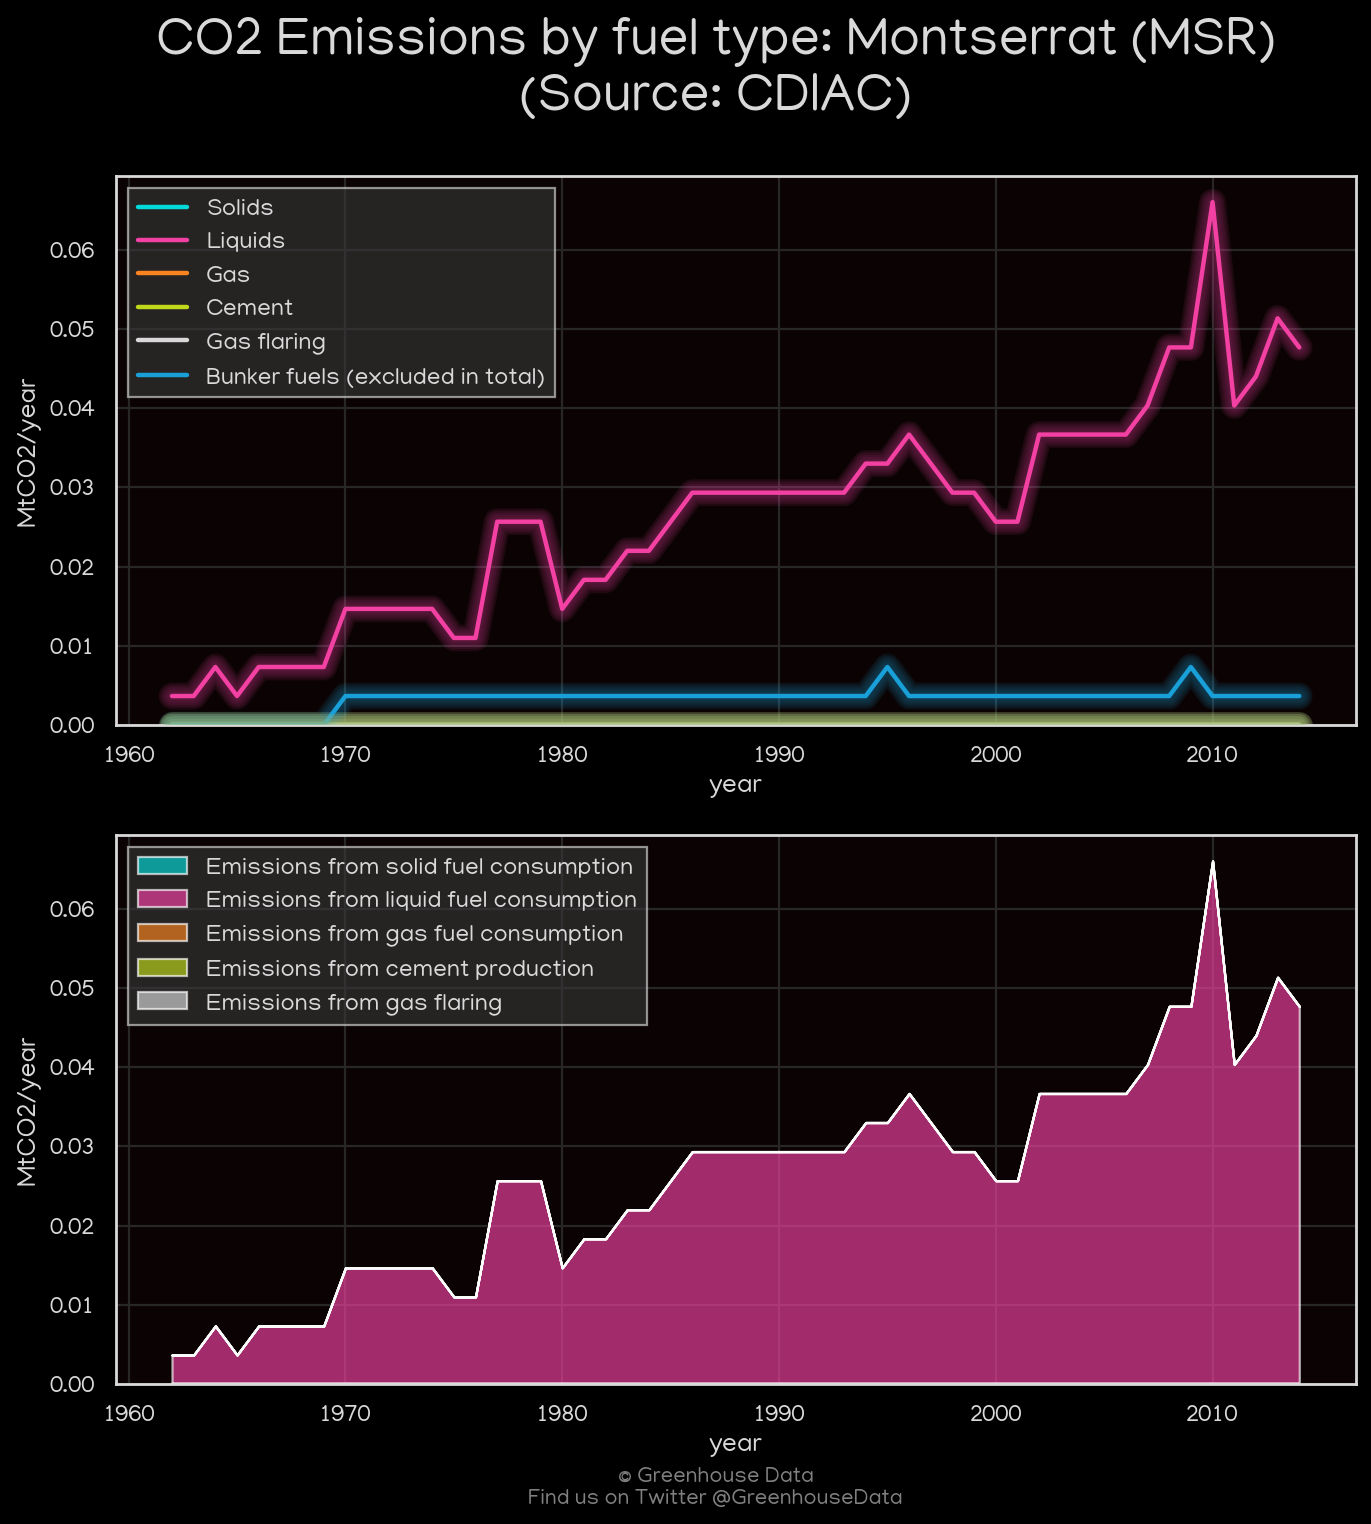 CO2 Emissions by fuel type: Montserrat (MSR)
(Source: CDIAC)
Solids
Liquids
Gas
Cement
Gas flaring
Bunker fuels (excluded in total)
0.06
0.05
0.04
0.03
0.02
0.01
0.00
MtCO2/year
1960 1970 1980 1990 2000 2010
year
Emissions from solid fuel consumption
Emissions from liquid fuel consumption
Emissions from gas fuel consumption
Emissions from cement production
Emissions from gas flaring
0.06
0.05
0.04
0.03
0.02
0.01
0.00
MtCO2/year
1960 1970 1980 1990 2000 2010
year
© Greenhouse Data
Find us on Twitter @GreenhouseData